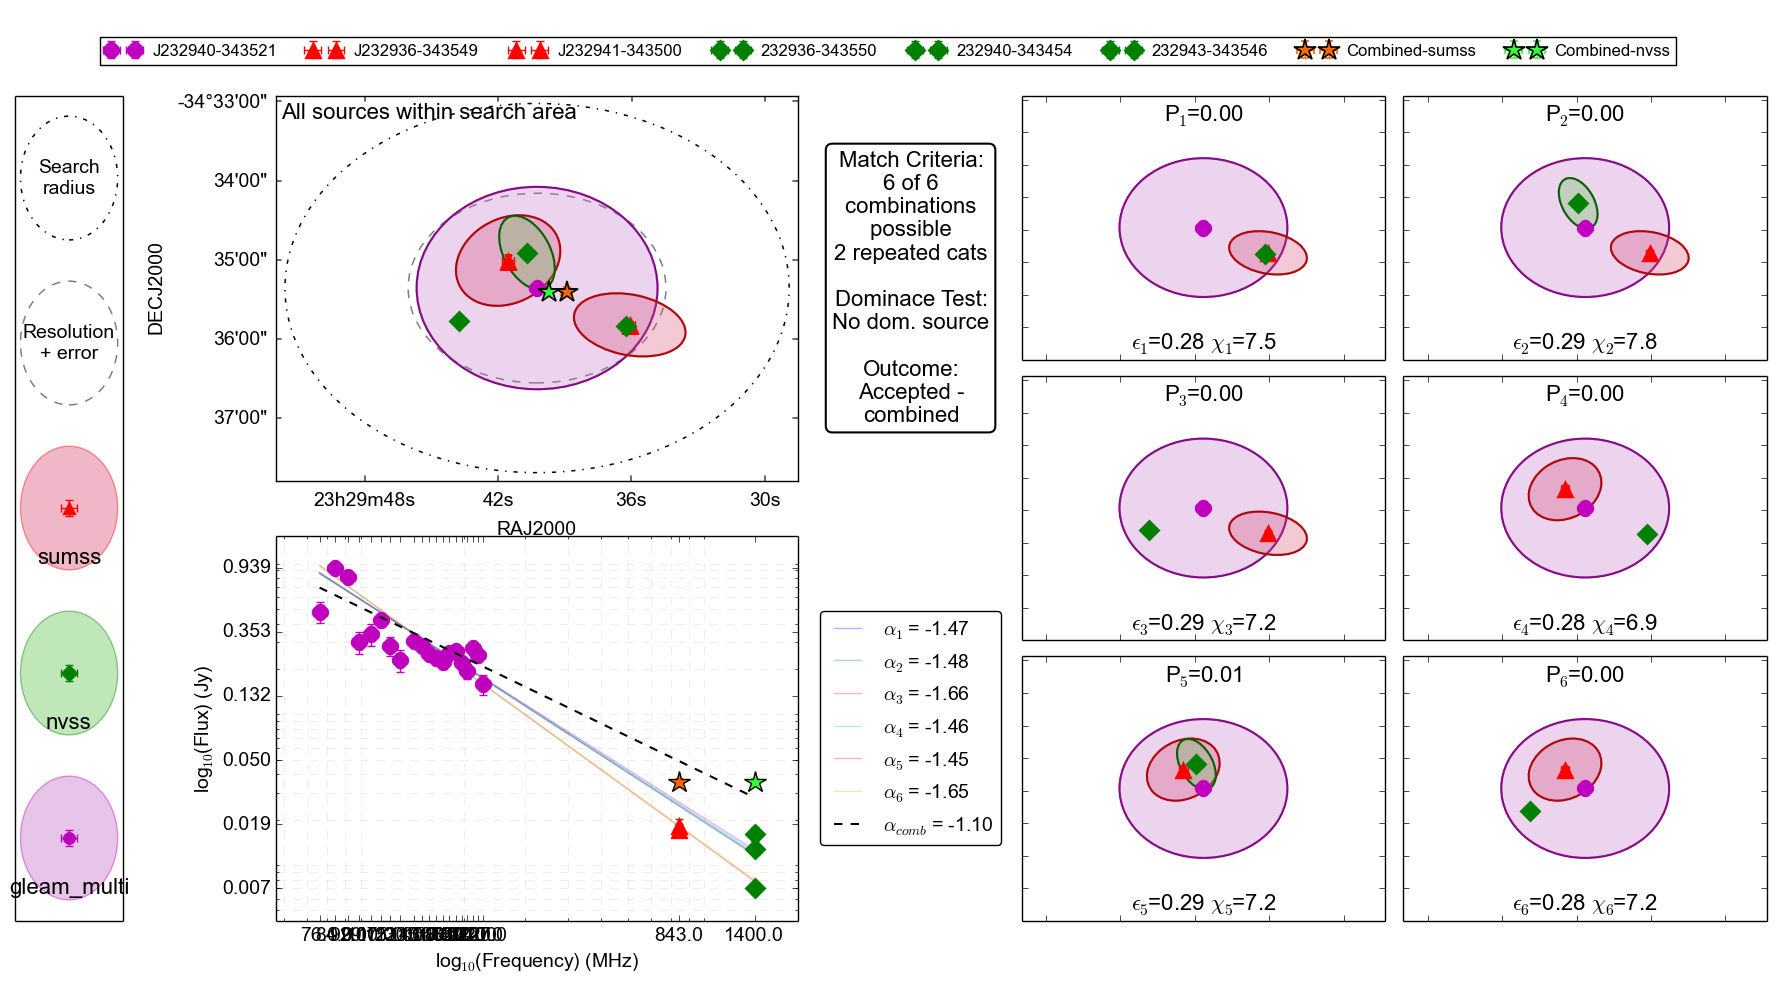 J232940-343521 J232936-343549 J232941-343500 232936-343550 232940-343454 232943-343546 Combined-sumss Combined-nvss
Search
radius
Resolution
+ error
sumss
nvss
gleam_multi
All sources within search area
-34°33'00"
34'00"
35'00"
36'00"
37'00"
DECJ2000
23h29m48s 42s 36s 30s
RAJ2000
Match Criteria:
6 of 6
combinations
possible
2 repeated cats
Dominace Test:
No dom. source
Outcome:
Accepted -
combined
0.939
0.353
0.132
0.050
0.019
0.007
log10(Flux) (Jy)
843.0 1400.0
log10(Frequency) (MHz)
α1 = -1.47
α2 = -1.48
α3 = -1.66
α4 = -1.46
α5 = -1.45
α6 = -1.65
αcomb = -1.10
P1=0.00
ϵ1=0.28 χ1=7.5
P2=0.00
ϵ2=0.29 χ2=7.8
P3=0.00
ϵ3=0.29 χ3=7.2
P4=0.00
ϵ4=0.28 χ4=6.9
P5=0.01
ϵ5=0.29 χ5=7.2
P6=0.00
ϵ6=0.28 χ6=7.2